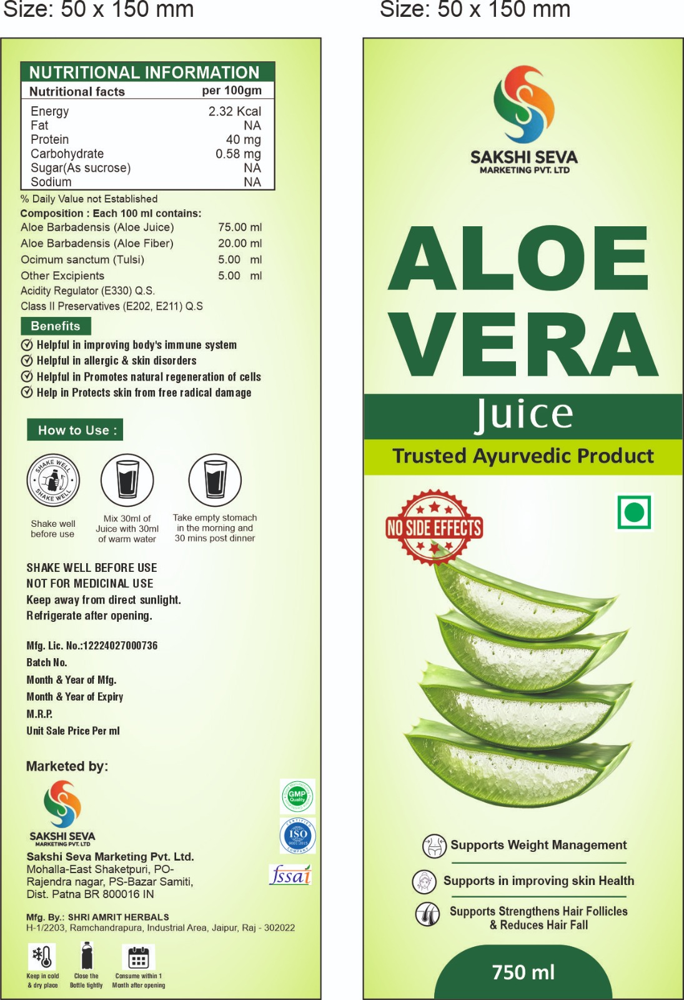 Size: 50 x 150 mm
NUTRITIONAL INFORMATION
Nutritional facts per 100gm
Energy 2.32 Kcal
Fat NA
Protein 40 mg
Carbohydrate 0.58 mg
Sugar(As sucrose) NA
Sodium NA
% Daily Value not Established
Composition : Each 100 ml contains:
Aloe Barbadensis (Aloe Juice) 75.00 ml
Aloe Barbadensis (Aloe Fiber) 20.00 ml
Ocimum sanctum (Tulsi) 5.00 ml
Other Excipients 5.00 ml
Acidity Regulator (E330) Q.S.
Class II Preservatives (E202, E211) Q.S
Benefits
Helpful in improving body's immune system
Helpful in allergic & skin disorders
Helpful in Promotes natural regeneration of cells
Help in Protects skin from free radical damage
How to Use :
SHAKE WELL
SHAKE WELL
Shake well
before use
Mix 30ml of
Juice with 30ml
of warm water
Take empty stomach
in the morning and
30 mins post dinner
SHAKE WELL BEFORE USE
NOT FOR MEDICINAL USE
Keep away from direct sunlight.
Refrigerate after opening.
Mfg. Lic. No.:12224027000736
Batch No.
Month & Year of Mfg.
Month & Year of Expiry
M.R.P.
Unit Sale Price Per ml
Marketed by:
SAKSHI SEVA
MARKETING PVT. LTD
Sakshi Seva Marketing Pvt. Ltd.
Mohalla-East Shaketpuri, PO-
Rajendra nagar, PS-Bazar Samiti,
Dist. Patna BR 800016 IN
GMP
Quality
CERTIFIED
ISO
9001:2015
COMPANY
fssai
Mfg. By.: SHRI AMRIT HERBALS
H-1/2203, Ramchandrapura, Industrial Area, Jaipur, Raj - 302022
Keep in cold
& dry place
Close the
Bottle tightly
Consume within 1
Month after opening
Size: 50 x 150 mm
SAKSHI SEVA
MARKETING PVT. LTD
ALOE
VERA
Juice
Trusted Ayurvedic Product
NO SIDE EFFECTS
Supports Weight Management
Supports in improving skin Health
Supports Strengthens Hair Follicles
& Reduces Hair Fall
750 ml